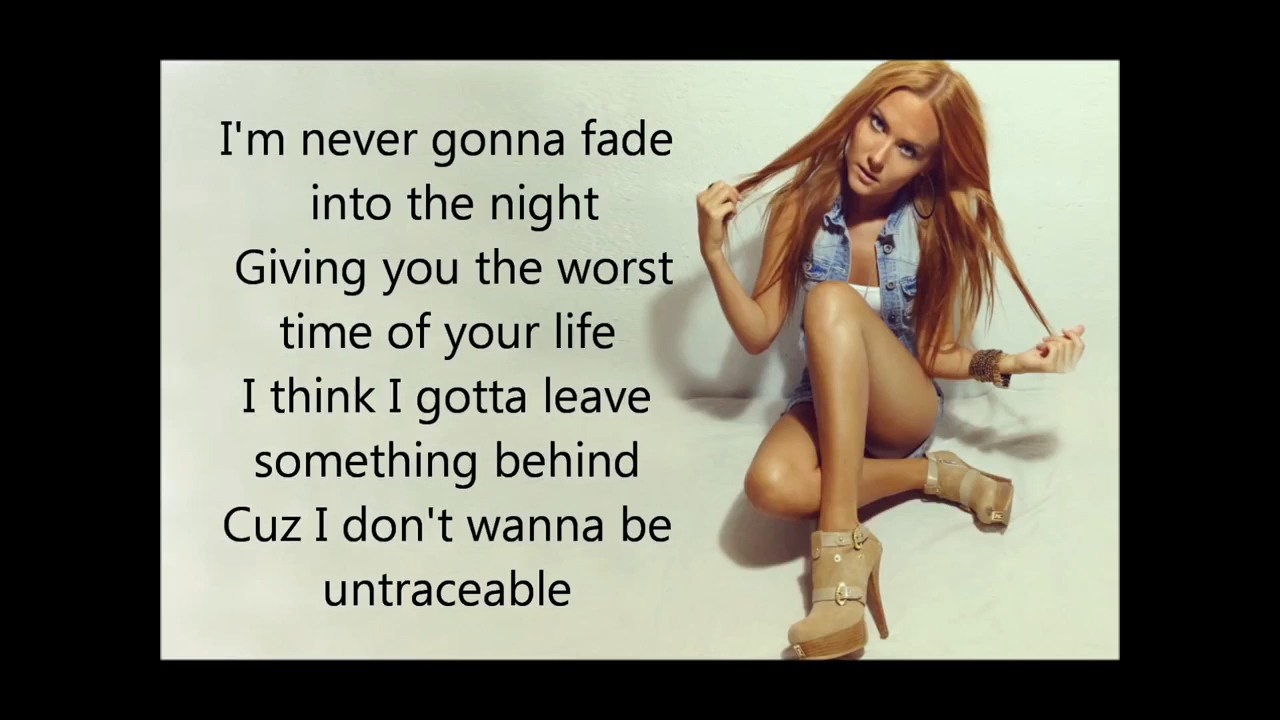 I'm never gonna fade
into the night
Giving you the worst
time of your life
I think I gotta leave
something behind
Cuz I don't wanna be
untraceable